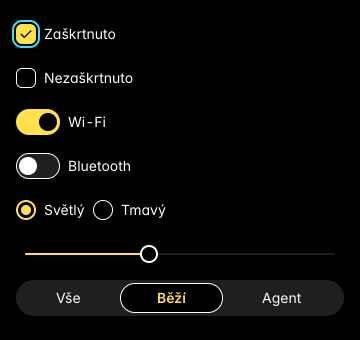 Zaškrtnuto
Nezaškrtnuto
Wi-Fi
Bluetooth
Světlý Tmavý
Vše Běží Agent